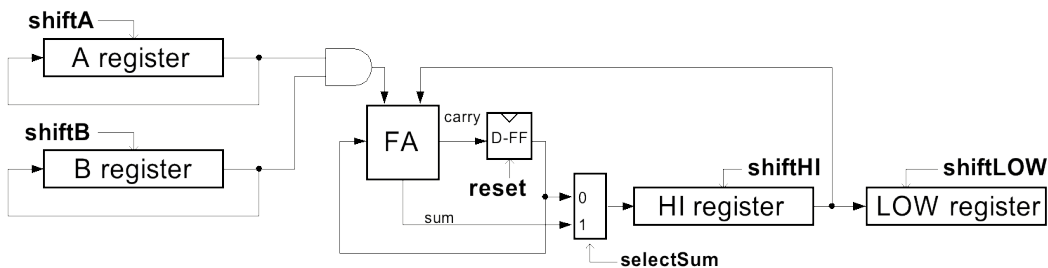 shiftA
A register
shiftB
B register
FA
carry
D-FF
reset
sum
0
1
selectSum
shiftHI
HI register
shiftLOW
LOW register